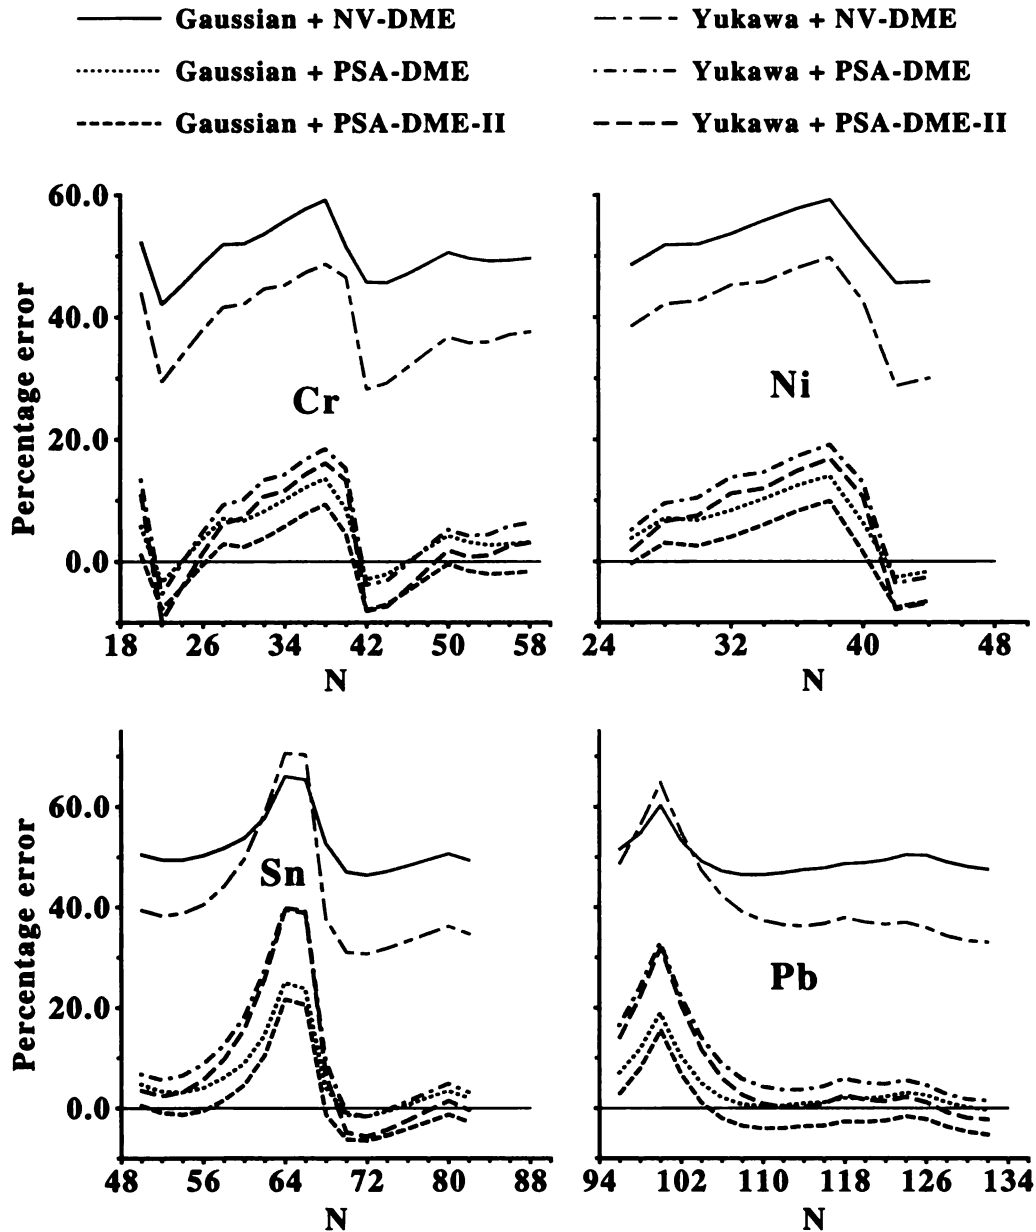 Gaussian + NV-DME
Yukawa + NV-DME
Gaussian + PSA-DME
Yukawa + PSA-DME
Gaussian + PSA-DME-II
Yukawa + PSA-DME-II
60.0
40.0
20.0
0.0
Percentage error
Cr
18 26 34 42 50 58
N
Ni
24 32 40 48
N
60.0
40.0
20.0
0.0
Percentage error
Sn
48 56 64 72 80 88
N
Pb
94 102 110 118 126 134
N